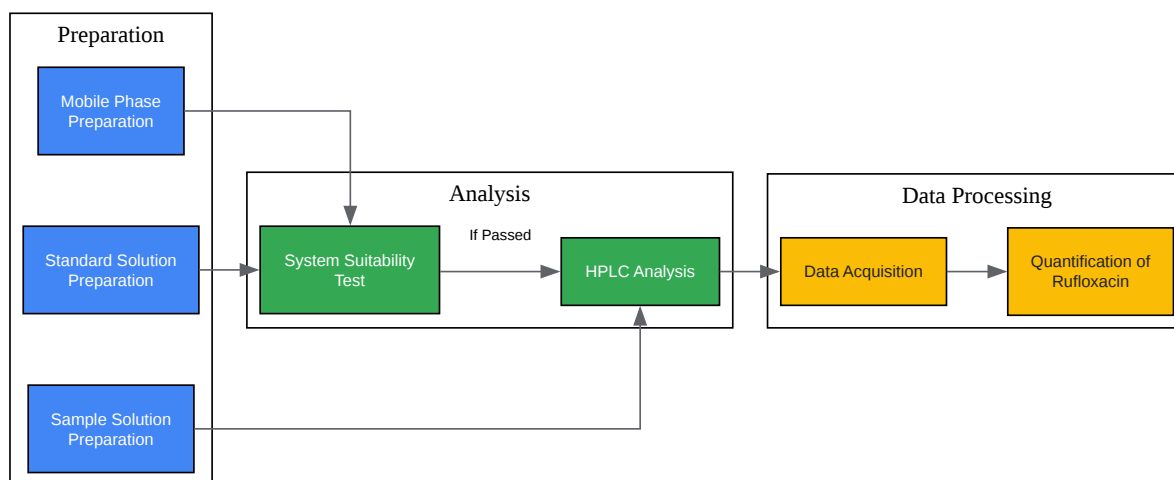 Preparation
Mobile Phase
Preparation
Standard Solution
Preparation
Sample Solution
Preparation
Analysis
System Suitability
Test
If Passed
HPLC Analysis
Data Processing
Data Acquisition
Quantification of
Rufloxacin